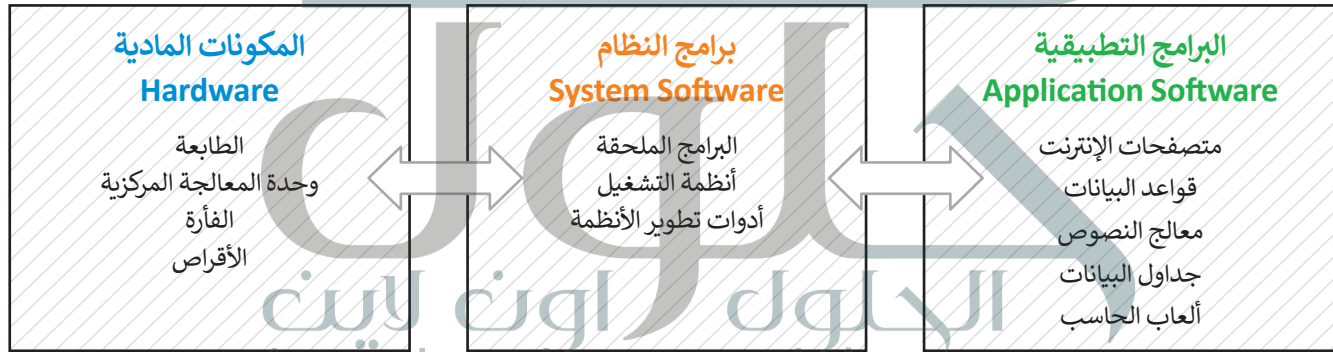 البرامج التطبيقية
Application Software
متصفحات الإنترنت
قواعد البيانات
معالج النصوص
جداول البيانات
ألعاب الحاسب
برامج النظام
System Software
البرامج الملحقة
أنظمة التشغيل
أدوات تطوير الأنظمة
المكونات المادية
Hardware
الطابعة
وحدة المعالجة المركزية
الفأرة
الأقراص
حلول
الحلول اون لاين